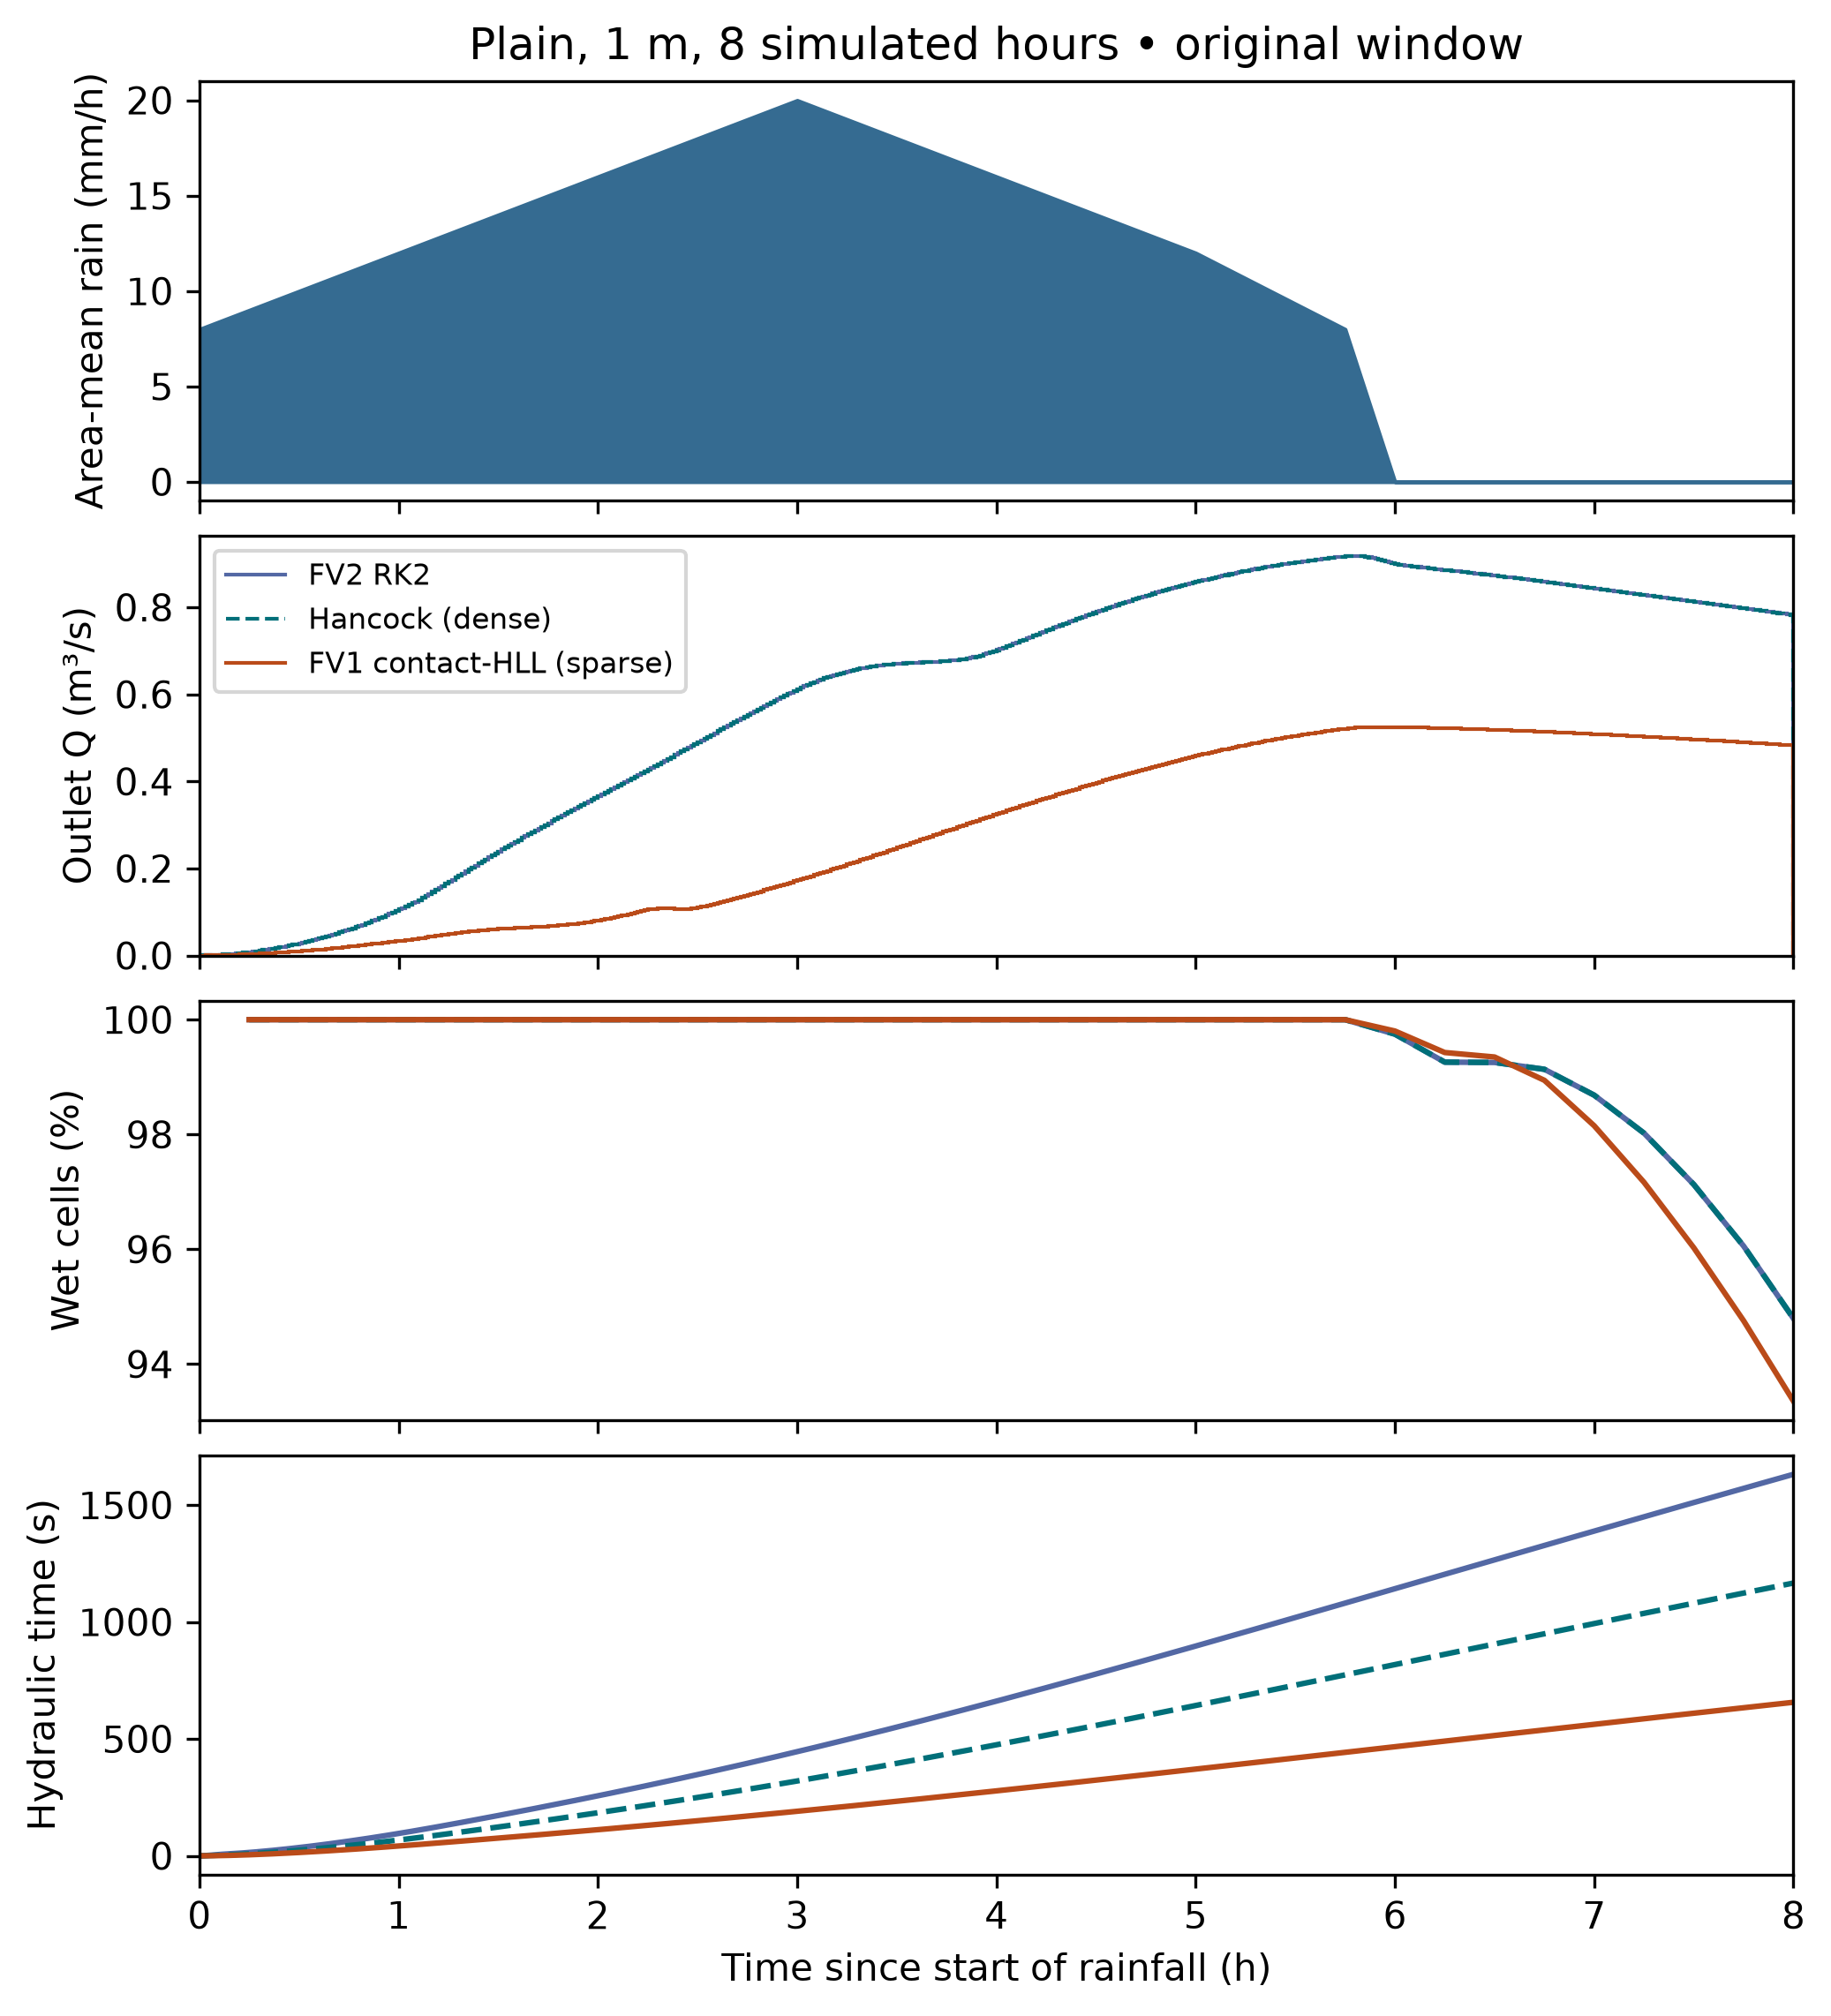 Plain, 1 m, 8 simulated hours • original window
Area-mean rain (mm/h)
20
15
10
5
0
Outlet Q (m³/s)
0.8
0.6
0.4
0.2
0.0
FV2 RK2
Hancock (dense)
FV1 contact-HLL (sparse)
Wet cells (%)
100
98
96
94
Hydraulic time (s)
1500
1000
500
0
0 1 2 3 4 5 6 7 8
Time since start of rainfall (h)